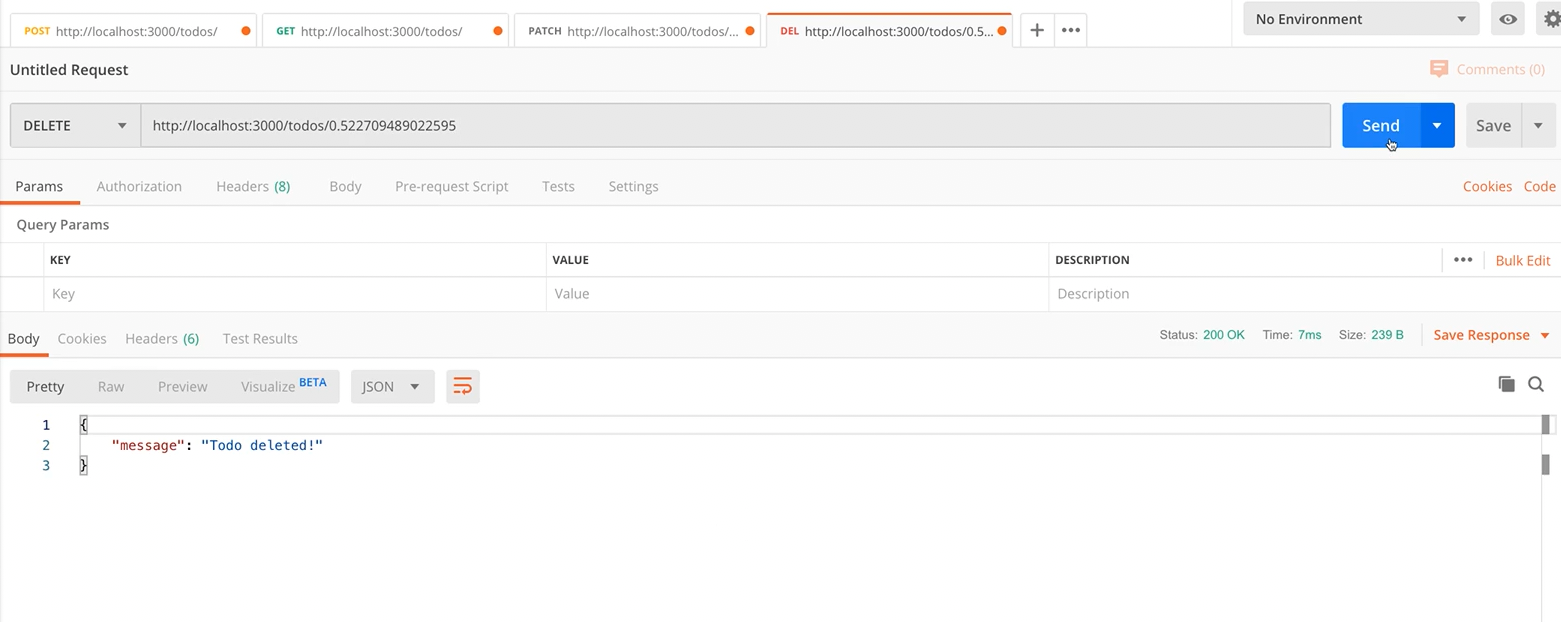 POST http://localhost:3000/todos/ GET http://localhost:3000/todos/ PATCH http://localhost:3000/todos/... DEL http://localhost:3000/todos/0.5... No Environment
Untitled Request Comments (0)
DELETE http://localhost:3000/todos/0.522709489022595 Send Save
Params Authorization Headers (8) Body Pre-request Script Tests Settings Cookies Code
Query Params
KEY VALUE DESCRIPTION ••• Bulk Edit
Key Value Description
Body Cookies Headers (6) Test Results Status: 200 OK Time: 7ms Size: 239 B Save Response
Pretty Raw Preview Visualize BETA JSON
1 {
2 "message": "Todo deleted!"
3 }